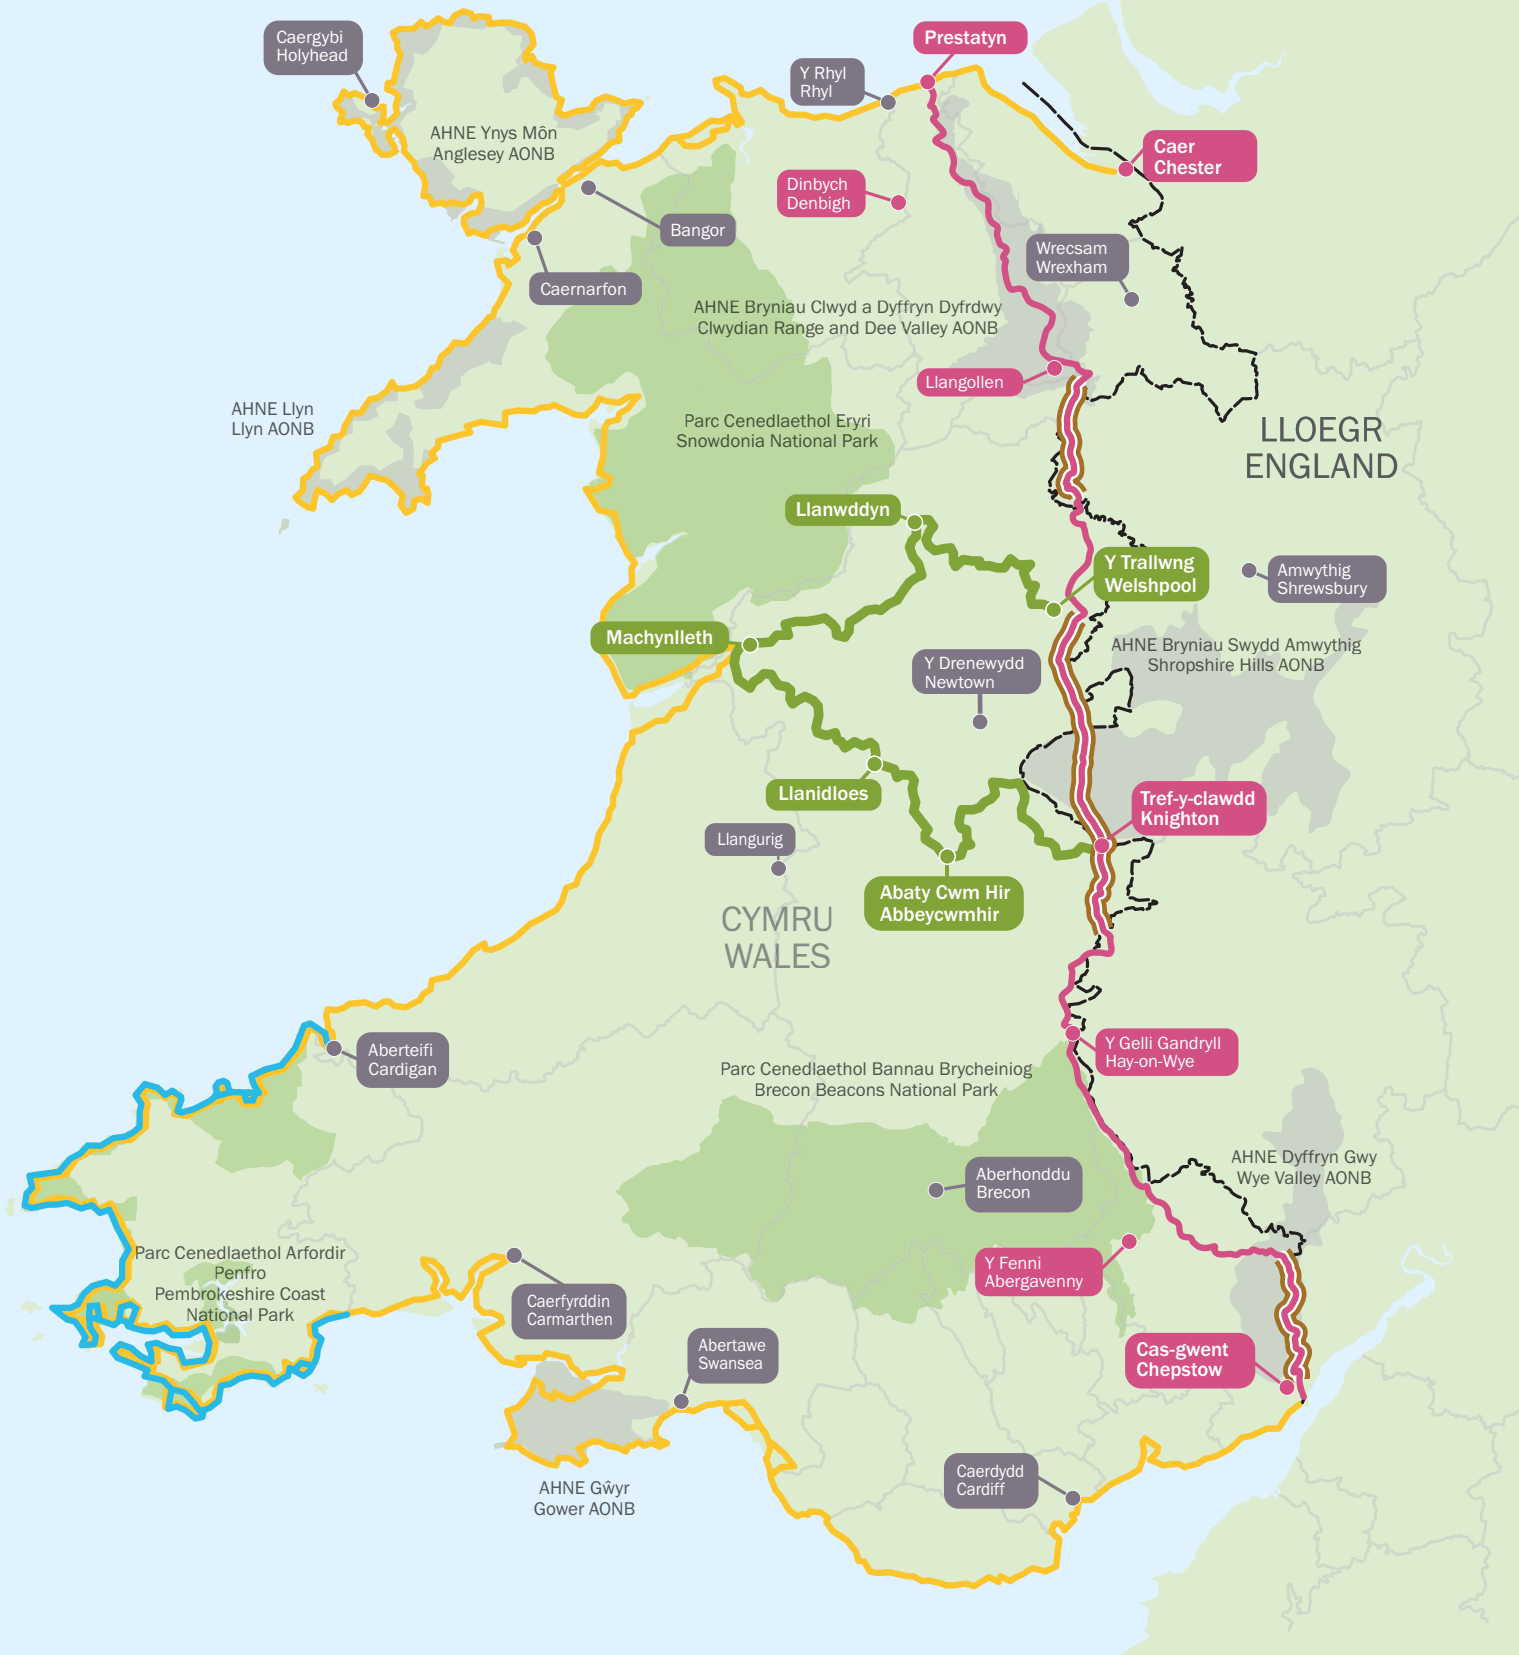 Caergybi
Holyhead
Prestatyn
Y Rhyl
Rhyl
AHNE Ynys Môn
Anglesey AONB
Caer
Chester
Dinbych
Denbigh
Bangor
Wrecsam
Wrexham
Caernarfon
AHNE Bryniau Clwyd a Dyffryn Dyfrdwy
Clwydian Range and Dee Valley AONB
Llangollen
AHNE Llyn
Llyn AONB
Parc Cenedlaethol Eryri
Snowdonia National Park
LLOEGR
ENGLAND
Llanwddyn
Y Trallwng
Welshpool
Amwythig
Shrewsbury
Machynlleth
AHNE Bryniau Swydd Amwythig
Shropshire Hills AONB
Y Drenewydd
Newtown
Llanidloes
Tref-y-clawdd
Knighton
Llangurig
Abaty Cwm Hir
Abbeycwmhir
CYMRU
WALES
Aberteifi
Cardigan
Y Gelli Gandryll
Hay-on-Wye
Parc Cenedlaethol Bannau Brycheiniog
Brecon Beacons National Park
AHNE Dyffryn Gwy
Wye Valley AONB
Aberhonddu
Brecon
Parc Cenedlaethol Arfordir
Penfro
Pembrokeshire Coast
National Park
Y Fenni
Abergavenny
Caerfyrddin
Carmarthen
Abertawe
Swansea
Cas-gwent
Chepstow
AHNE Gŵyr
Gower AONB
Caerdydd
Cardiff